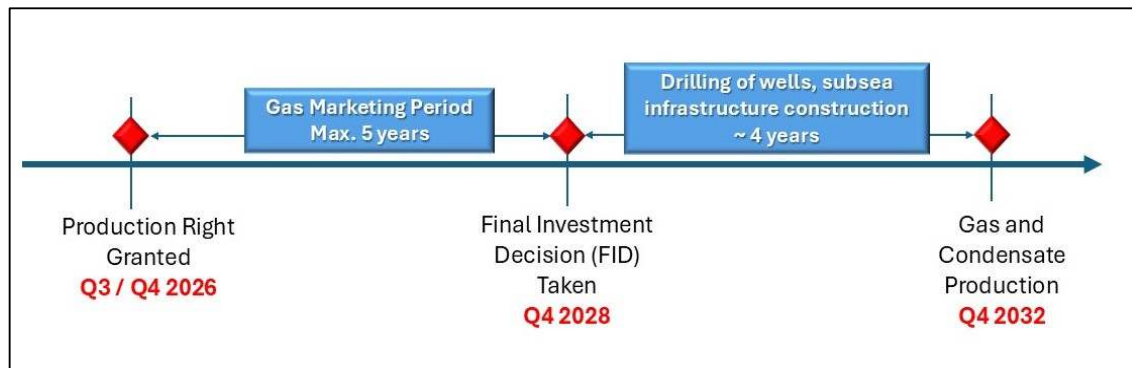 Gas Marketing Period
Max. 5 years
Drilling of wells, subsea
infrastructure construction
~ 4 years
Production Right
Granted
Q3 / Q4 2026
Final Investment
Decision (FID)
Taken
Q4 2028
Gas and
Condensate
Production
Q4 2032